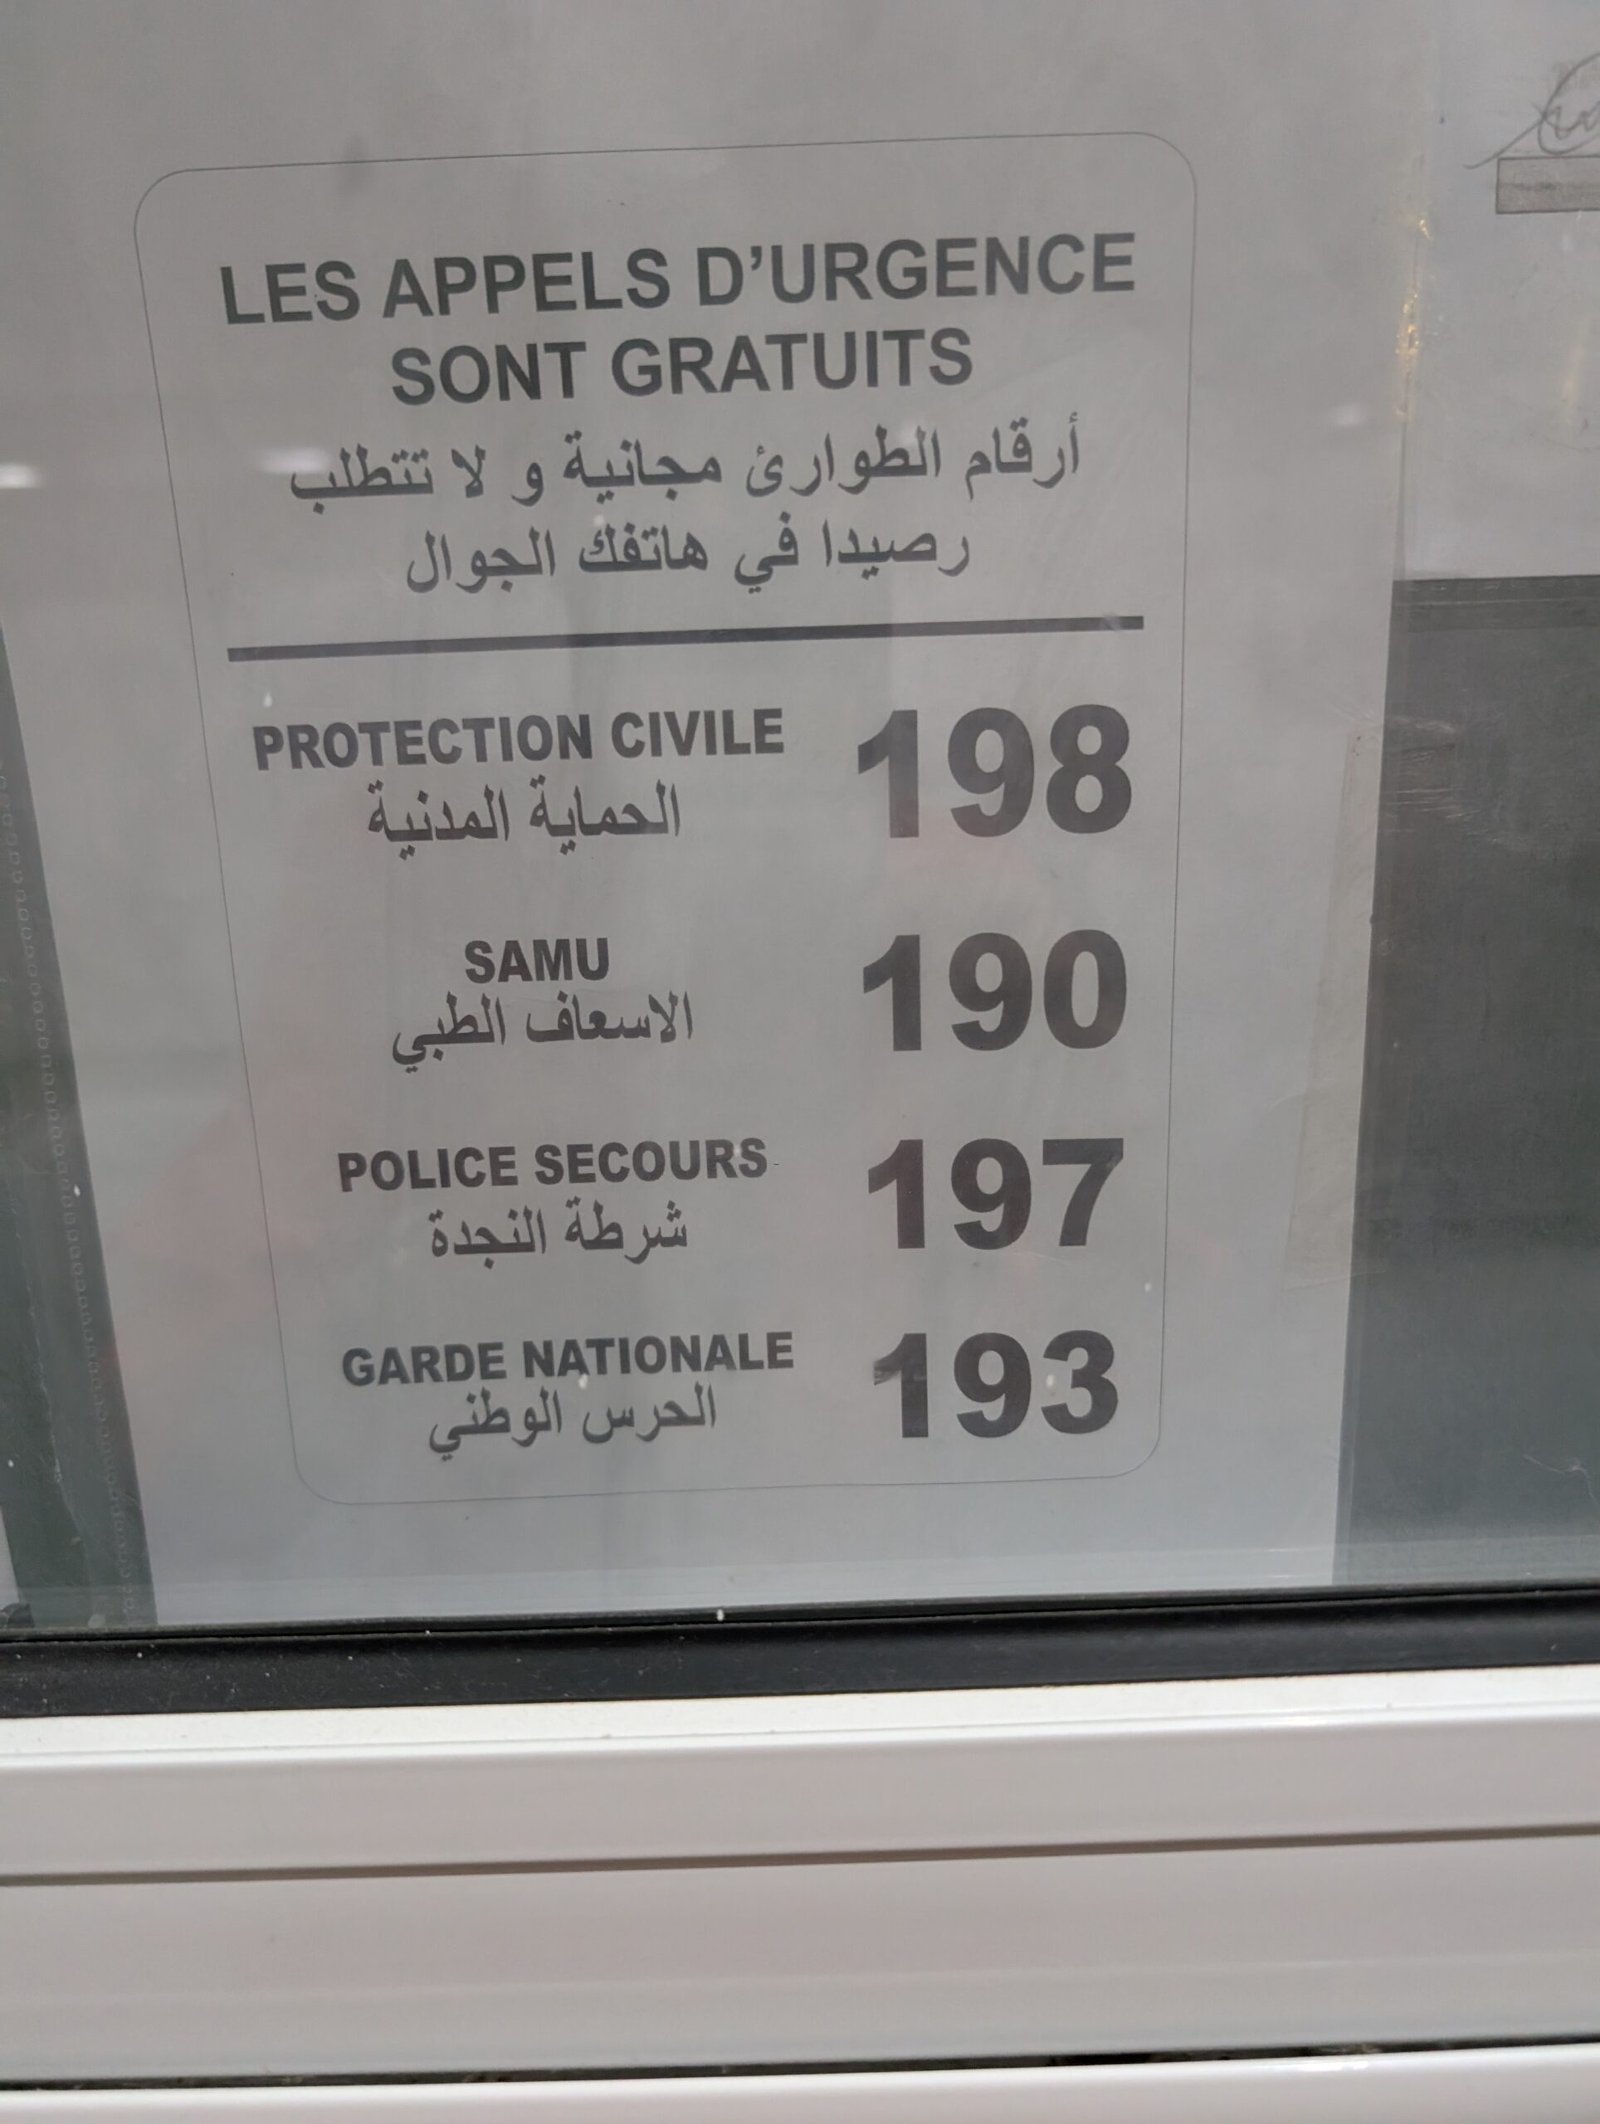 LES APPELS D'URGENCE
SONT GRATUITS
أرقام الطوارئ مجانية و لا تتطلب
رصيدا في هاتفك الجوال
PROTECTION CIVILE 198
الحماية المدنية
SAMU 190
الاسعاف الطبي
POLICE SECOURS 197
شرطة النجدة
GARDE NATIONALE 193
الحرس الوطني